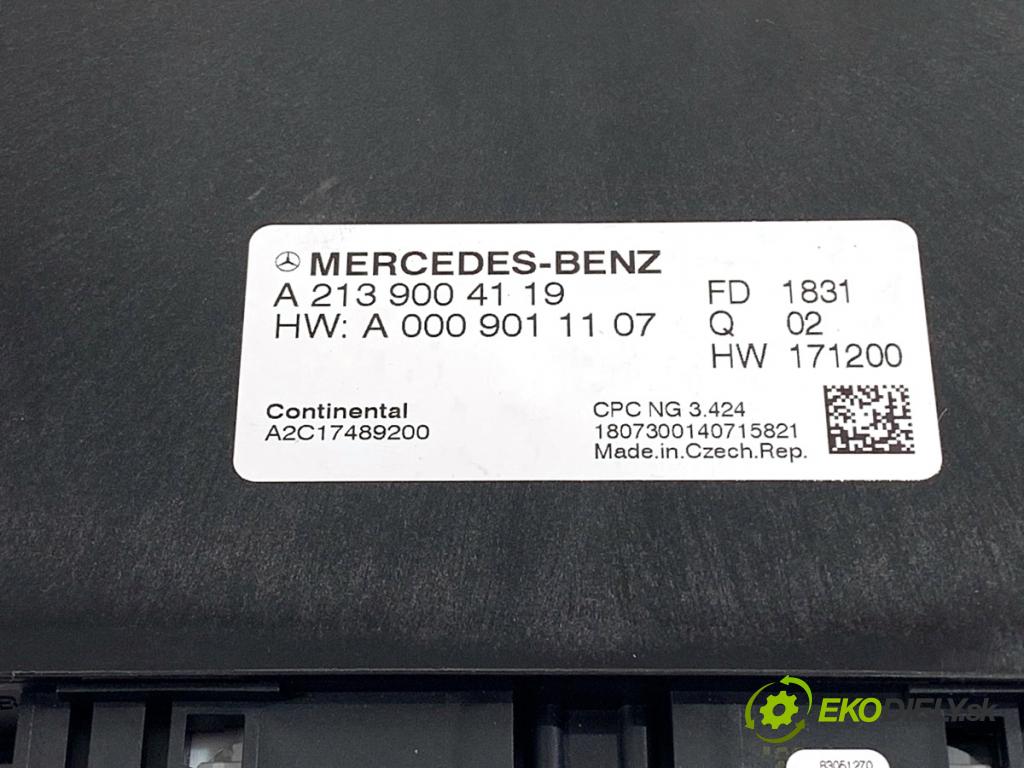 MERCEDES-BENZ
A 213 900 41 19
HW: A 000 901 11 07
FD 1831
Q 02
HW 171200
Continental
A2C17489200
CPC NG 3.424
1807300140715821
Made.in.Czech.Rep.
EKODIELY.sk
83051270